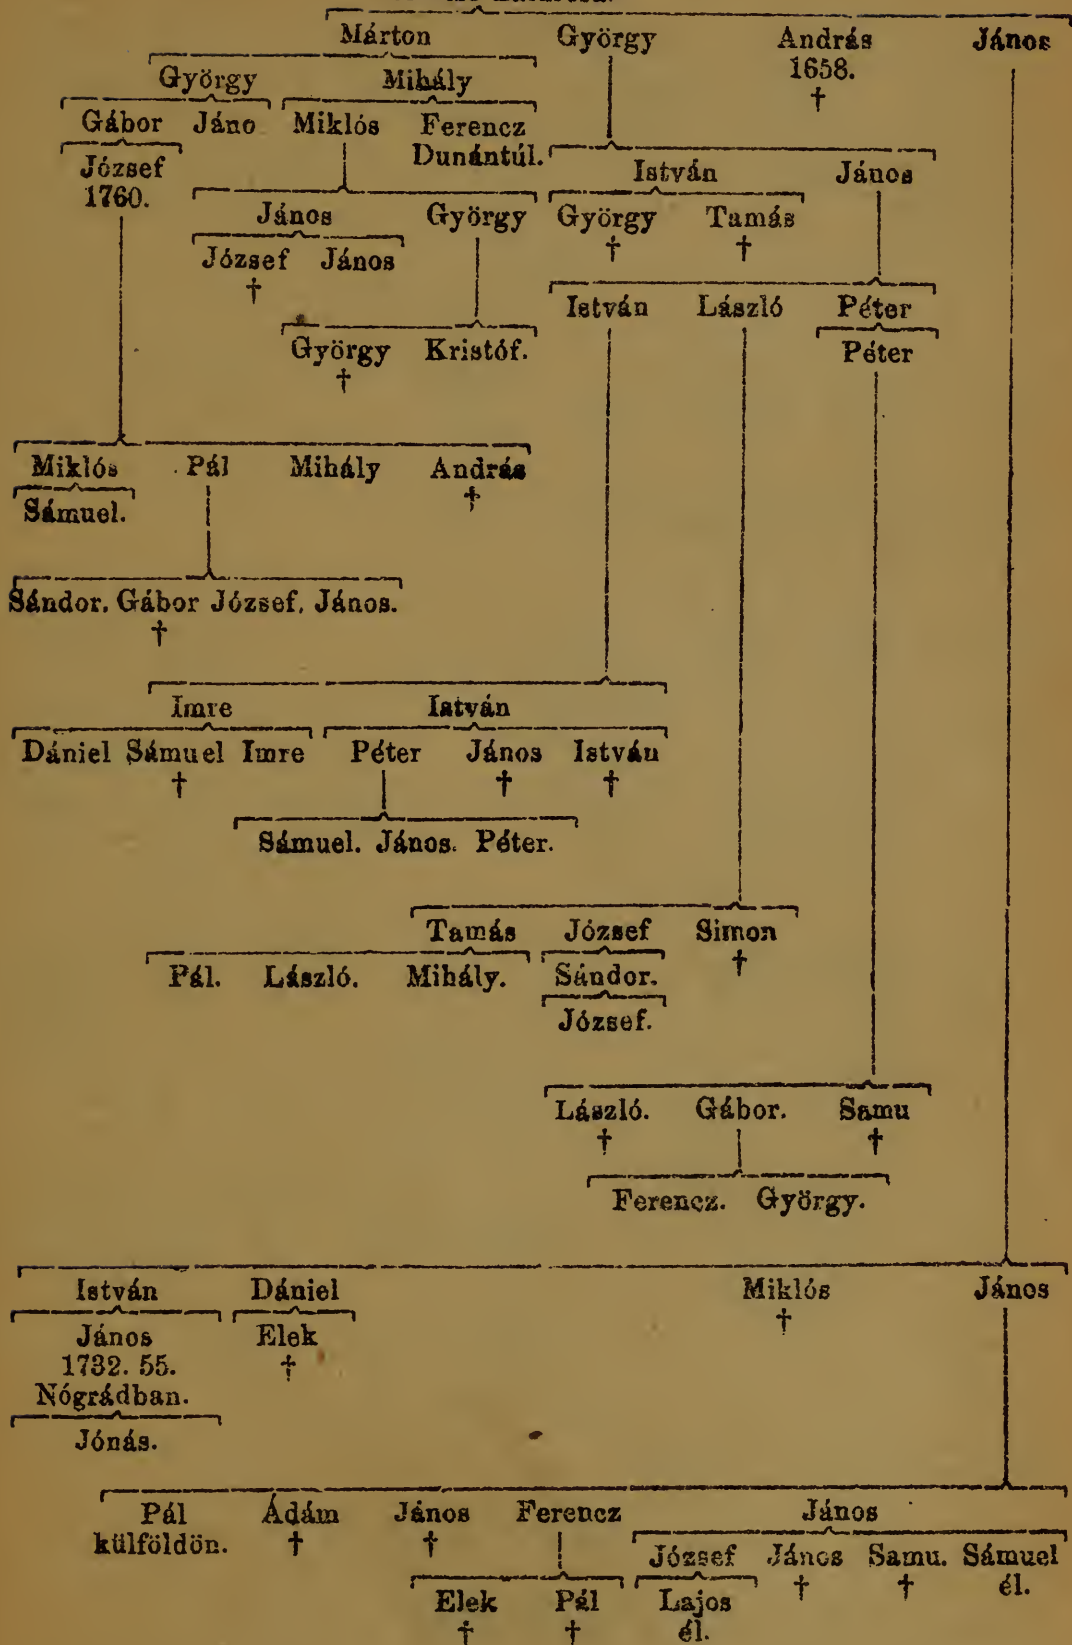 Márton György András János
1658.
†
György Mihály
Gábor Jáno Miklós Ferencz
Dunántúl.
József
1760.
István János
János György György Tamás
† †
József János
†
István László Péter
György Kristóf. Péter
†
Miklós Pál Mihály András
†
Sámuel.
Sándor. Gábor József. János.
†
Imre István
Dániel Sámuel Imre Péter János István
† † †
Sámuel. János. Péter.
Tamás József Simon
†
Pál. László. Mihály. Sándor.
József.
László. Gábor. Samu
† †
Ferencz. György.
István Dániel Miklós János
†
János Elek
1732. 55. †
Nógrádban.
Jónás.
Pál Ádám János Ferencz János
külföldön. † †
József János Samu. Sámuel
† † él.
Elek Pál Lajos
† † él.